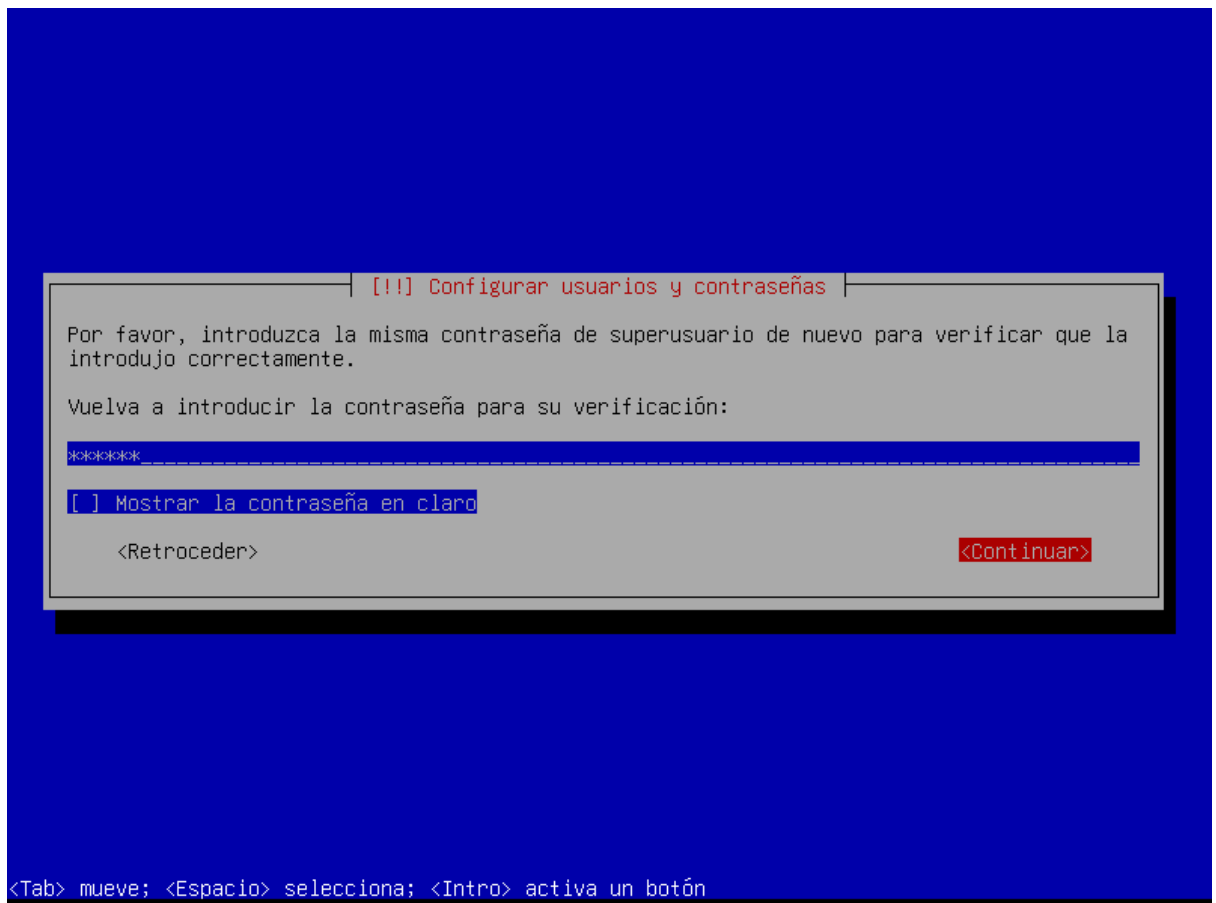 [!!] Configurar usuarios y contraseñas
Por favor, introduzca la misma contraseña de superusuario de nuevo para verificar que la
introdujo correctamente.
Vuelva a introducir la contraseña para su verificación:
******
[ ] Mostrar la contraseña en claro
<Retroceder> <Continuar>
<Tab> mueve; <Espacio> selecciona; <Intro> activa un botón